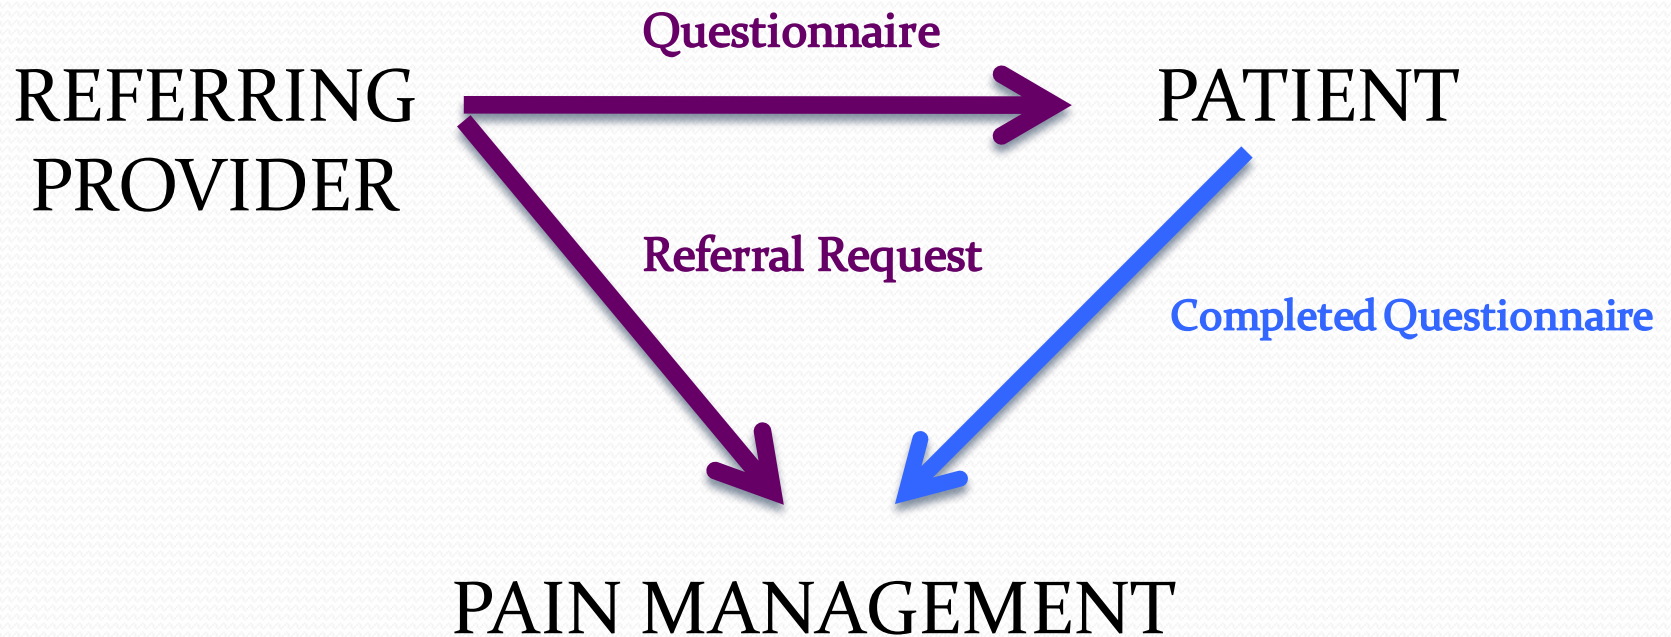 Questionnaire
REFERRING
PROVIDER
PATIENT
Referral Request
Completed Questionnaire
PAIN MANAGEMENT